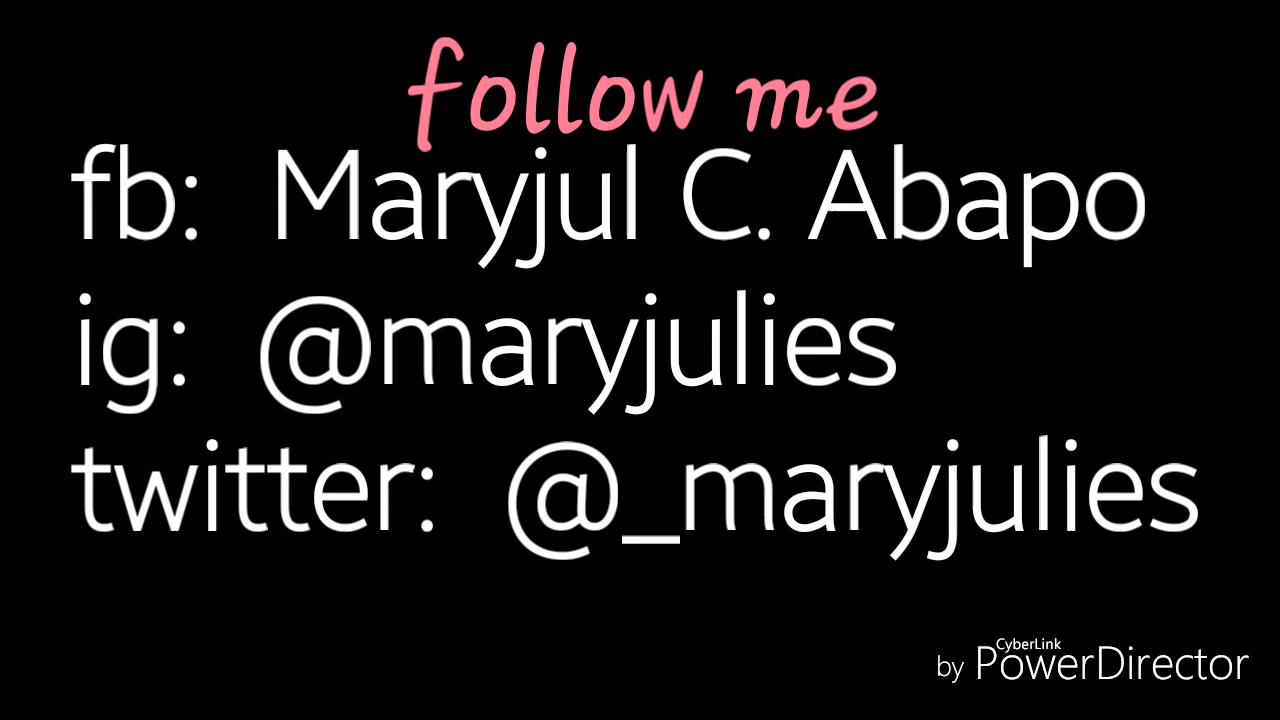 follow me
fb: Maryjul C. Abapo
ig: @maryjulies
twitter: @_maryjulies
CyberLink
by PowerDirector